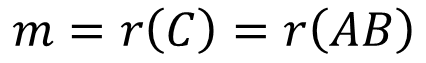 m = r(C) = r(AB)